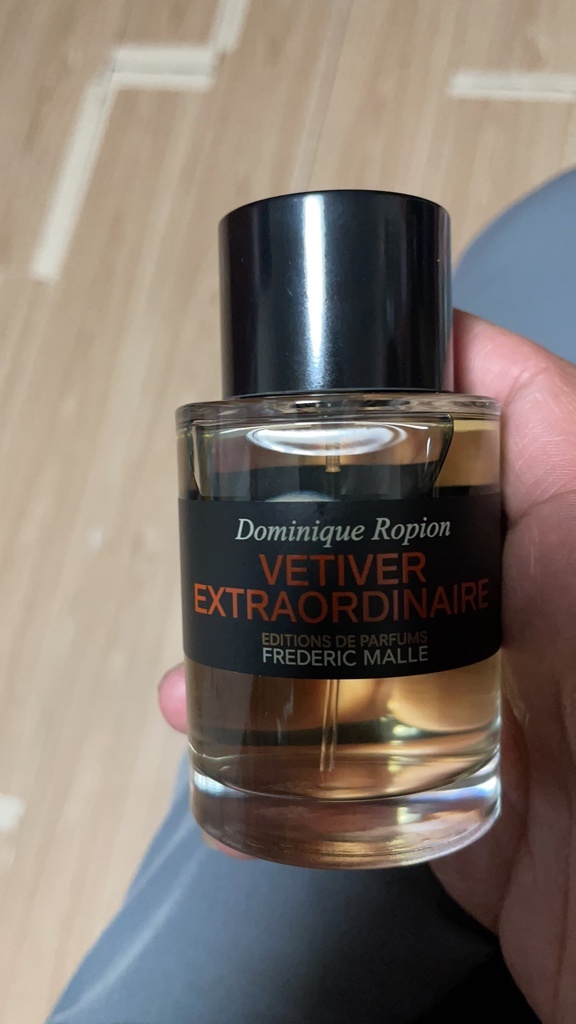 Dominique Ropion
VETIVER
EXTRAORDINAIRE
EDITIONS DE PARFUMS
FREDERIC MALLE